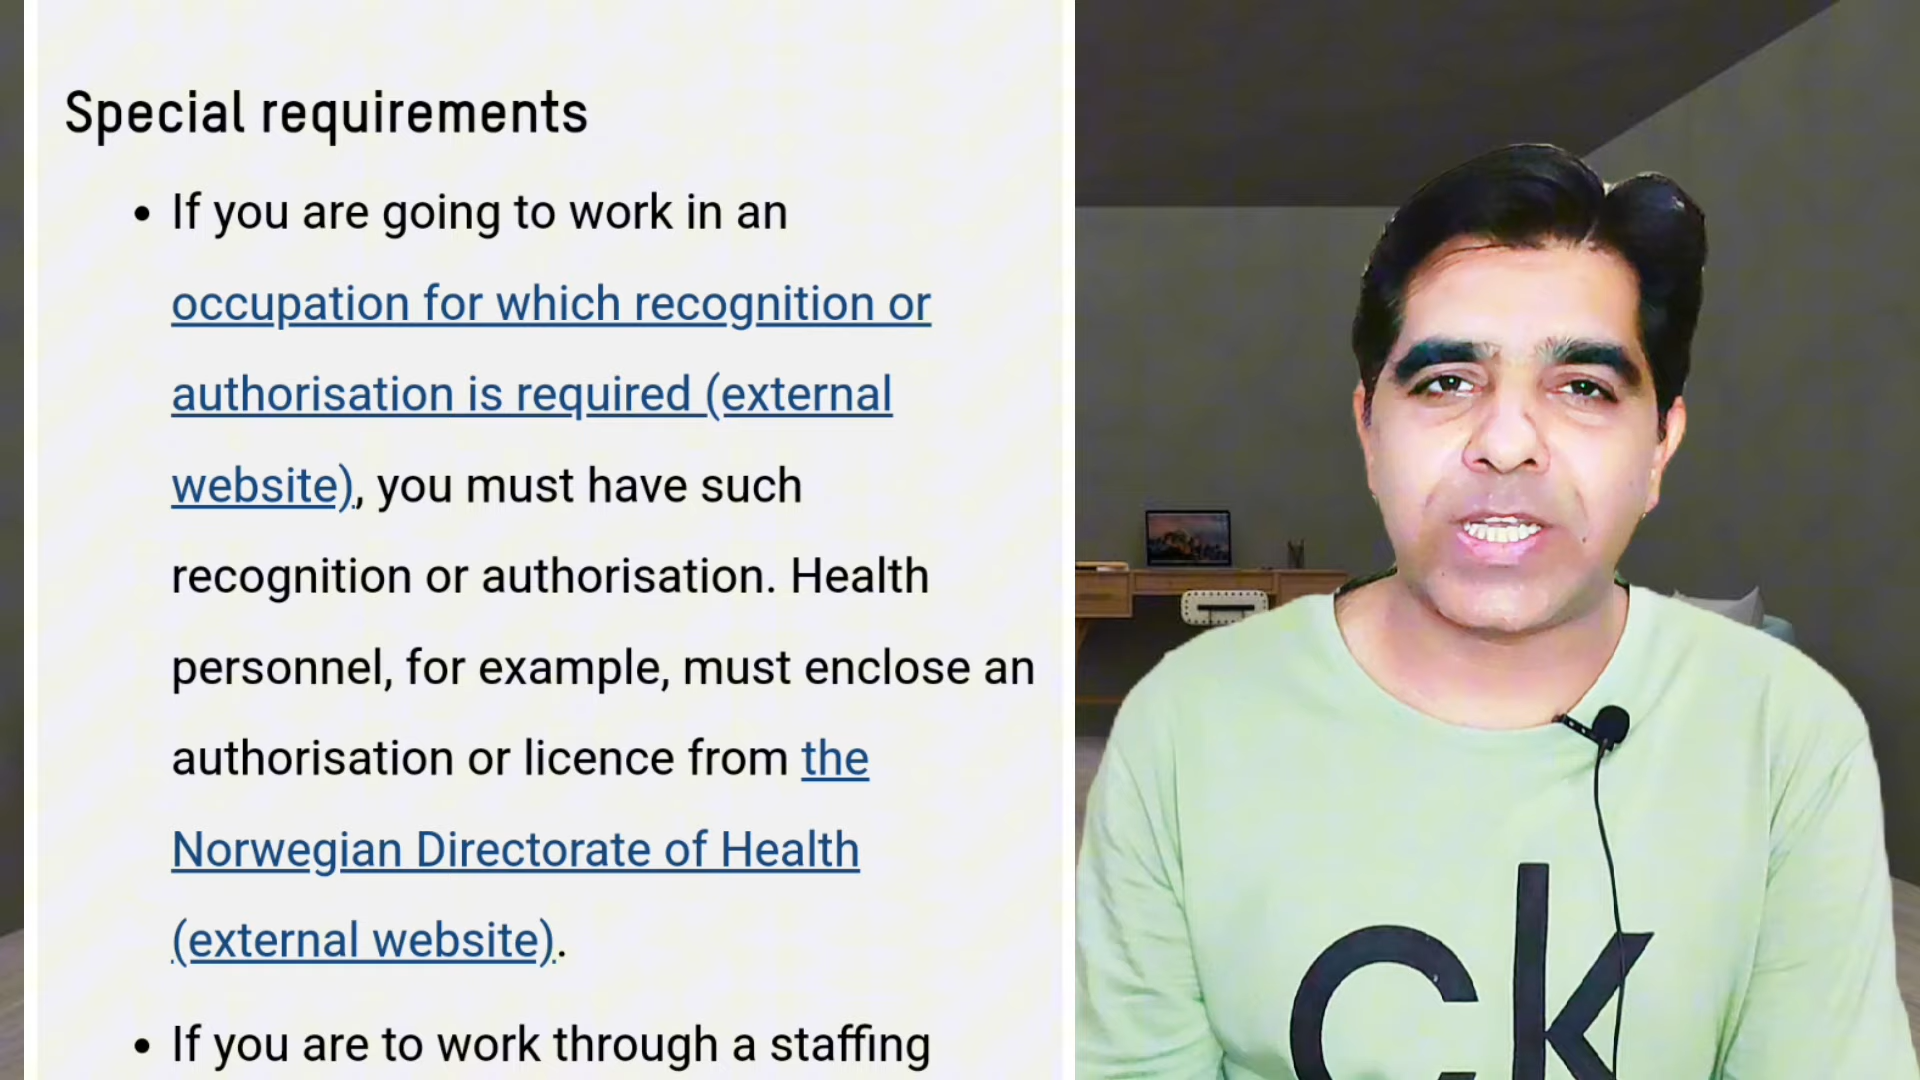 Special requirements
• If you are going to work in an
occupation for which recognition or
authorisation is required (external
website), you must have such
recognition or authorisation. Health
personnel, for example, must enclose an
authorisation or licence from the
Norwegian Directorate of Health
(external website).
• If you are to work through a staffing
ck